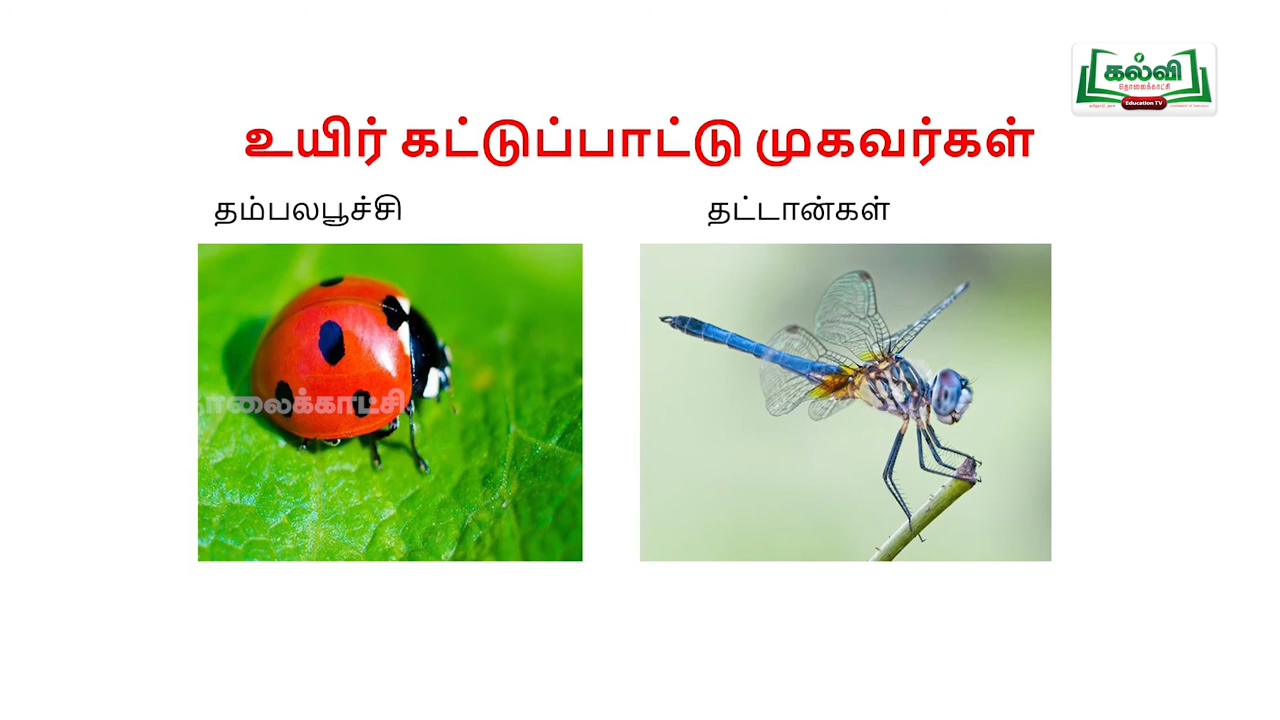 கல்வி
தொலைக்காட்சி
Education TV
உயிர் கட்டுப்பாட்டு முகவர்கள்
தம்பலபூச்சி
தட்டான்கள்